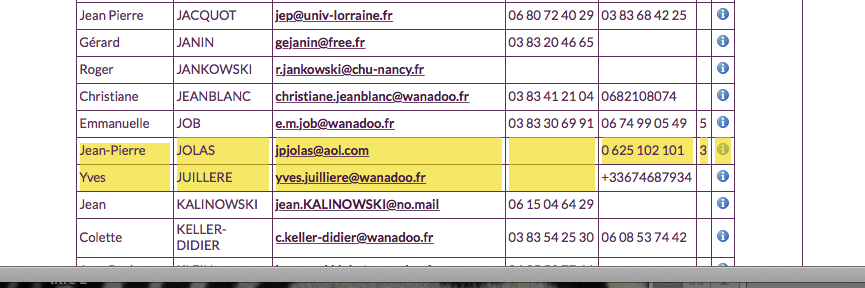 Jean Pierre JACQUOT jep@univ-lorraine.fr 06 80 72 40 29 03 83 68 42 25
Gérard JANIN gejanin@free.fr 03 83 20 46 65
Roger JANKOWSKI r.jankowski@chu-nancy.fr
Christiane JEANBLANC christiane.jeanblanc@wanadoo.fr 03 83 41 21 04 0682108074
Emmanuelle JOB e.m.job@wanadoo.fr 03 83 30 69 91 06 74 99 05 49 5
Jean-Pierre JOLAS jpjolas@aol.com 0 625 102 101 3
Yves JUILLERE yves.juilliere@wanadoo.fr +33674687934
Jean KALINOWSKI jean.KALINOWSKI@no.mail 06 15 04 64 29
Colette KELLER-
DIDIER c.keller-didier@wanadoo.fr 03 83 54 25 30 06 08 53 74 42